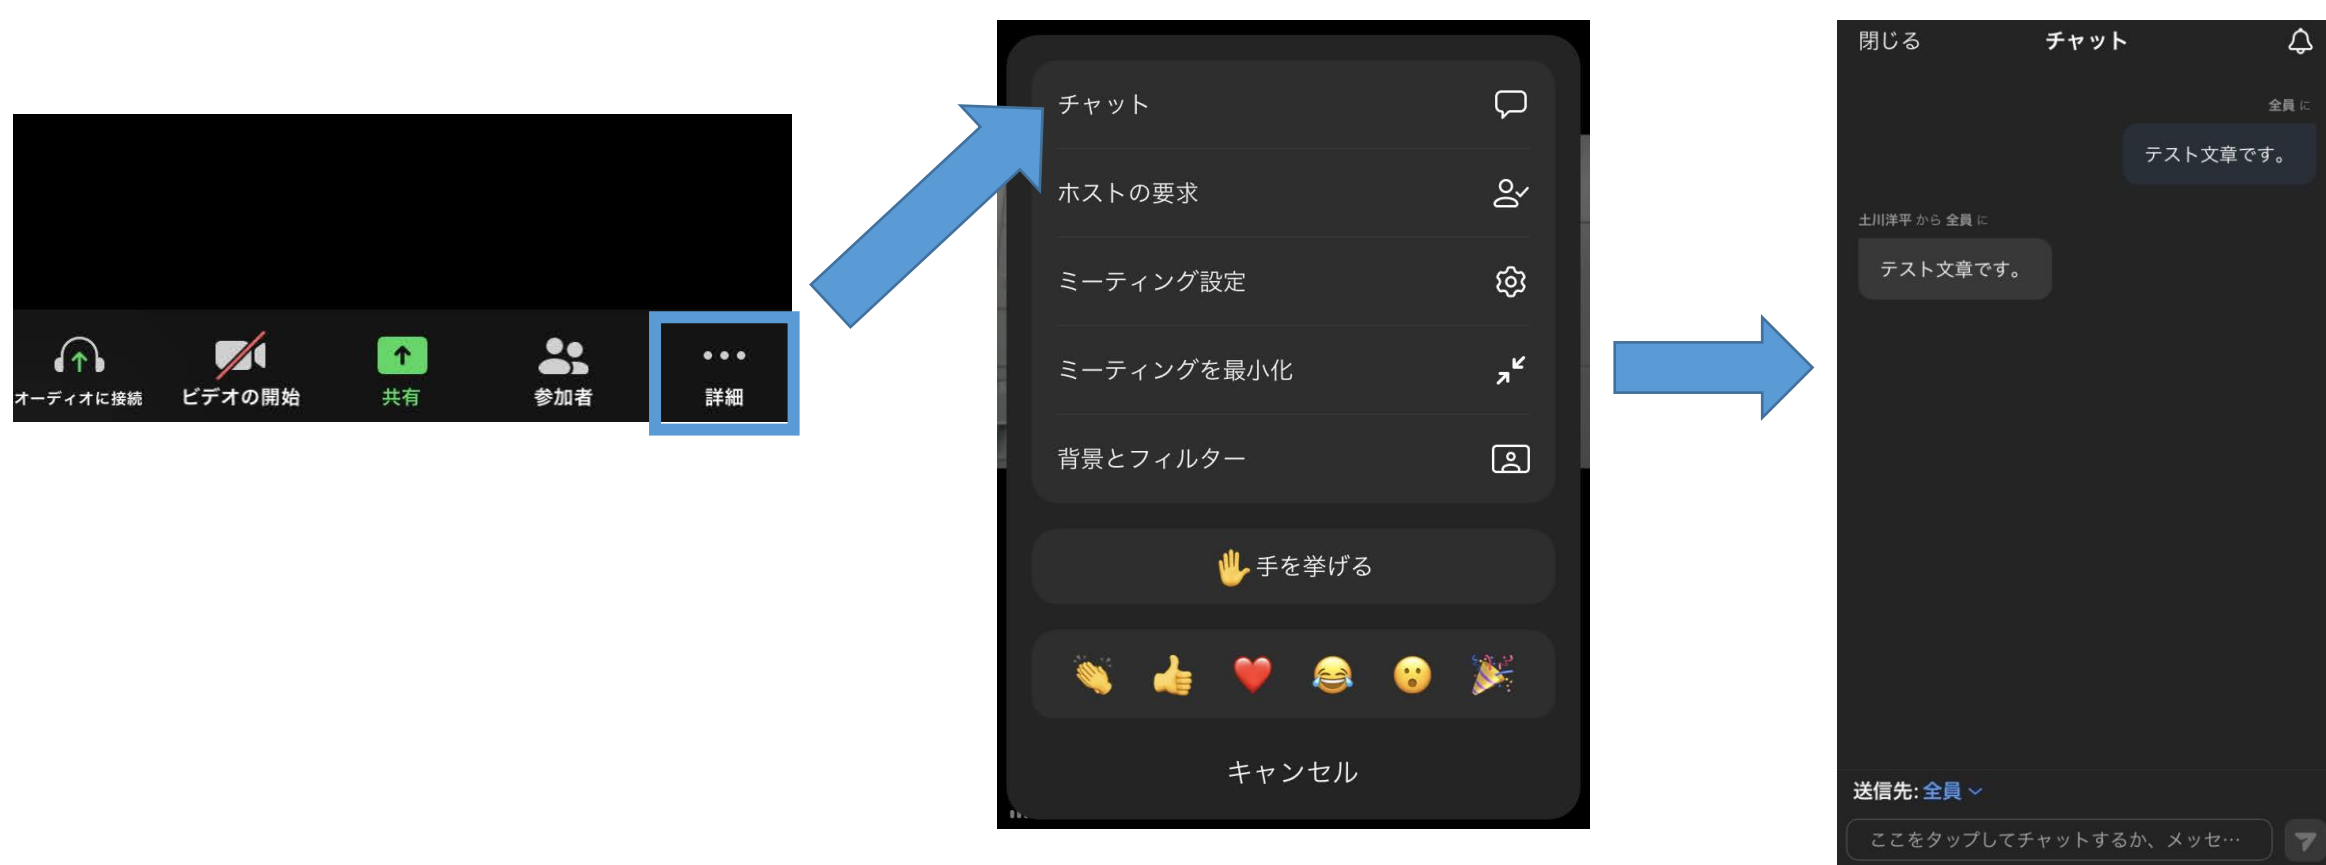 オーディオに接続
ビデオの開始
共有
参加者
詳細
チャット
ホストの要求
ミーティング設定
ミーティングを最小化
背景とフィルター
手を挙げる
キャンセル
閉じる
チャット
全員 に
テスト文章です。
土川洋平 から 全員 に
テスト文章です。
送信先: 全員
ここをタップしてチャットするか、メッセ…